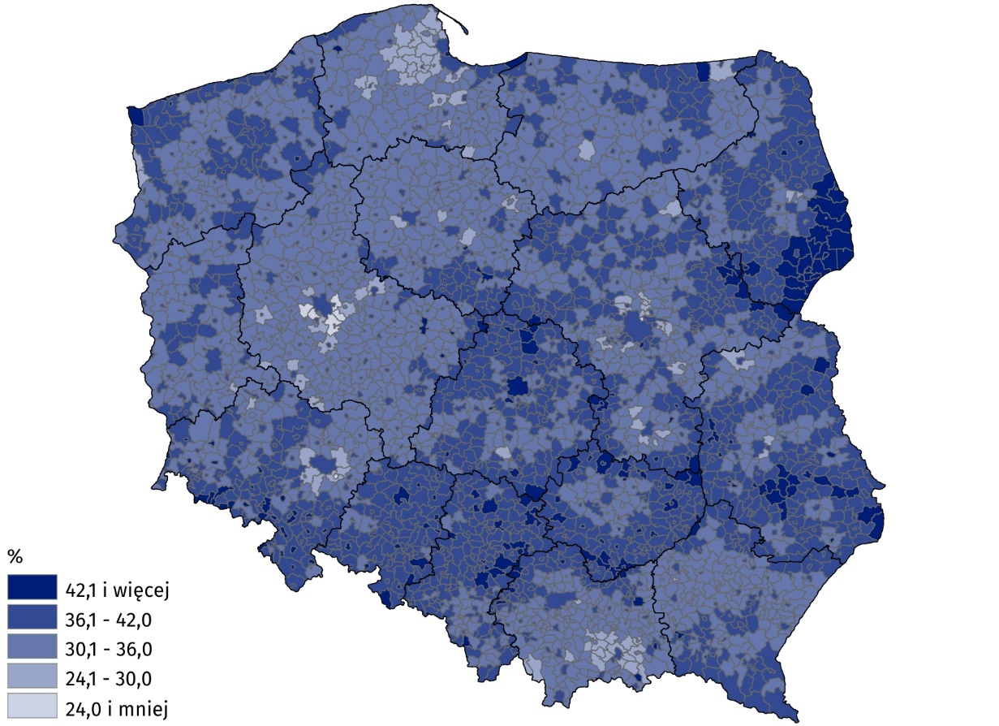 %
42,1 i więcej
36,1 - 42,0
30,1 - 36,0
24,1 - 30,0
24,0 i mniej